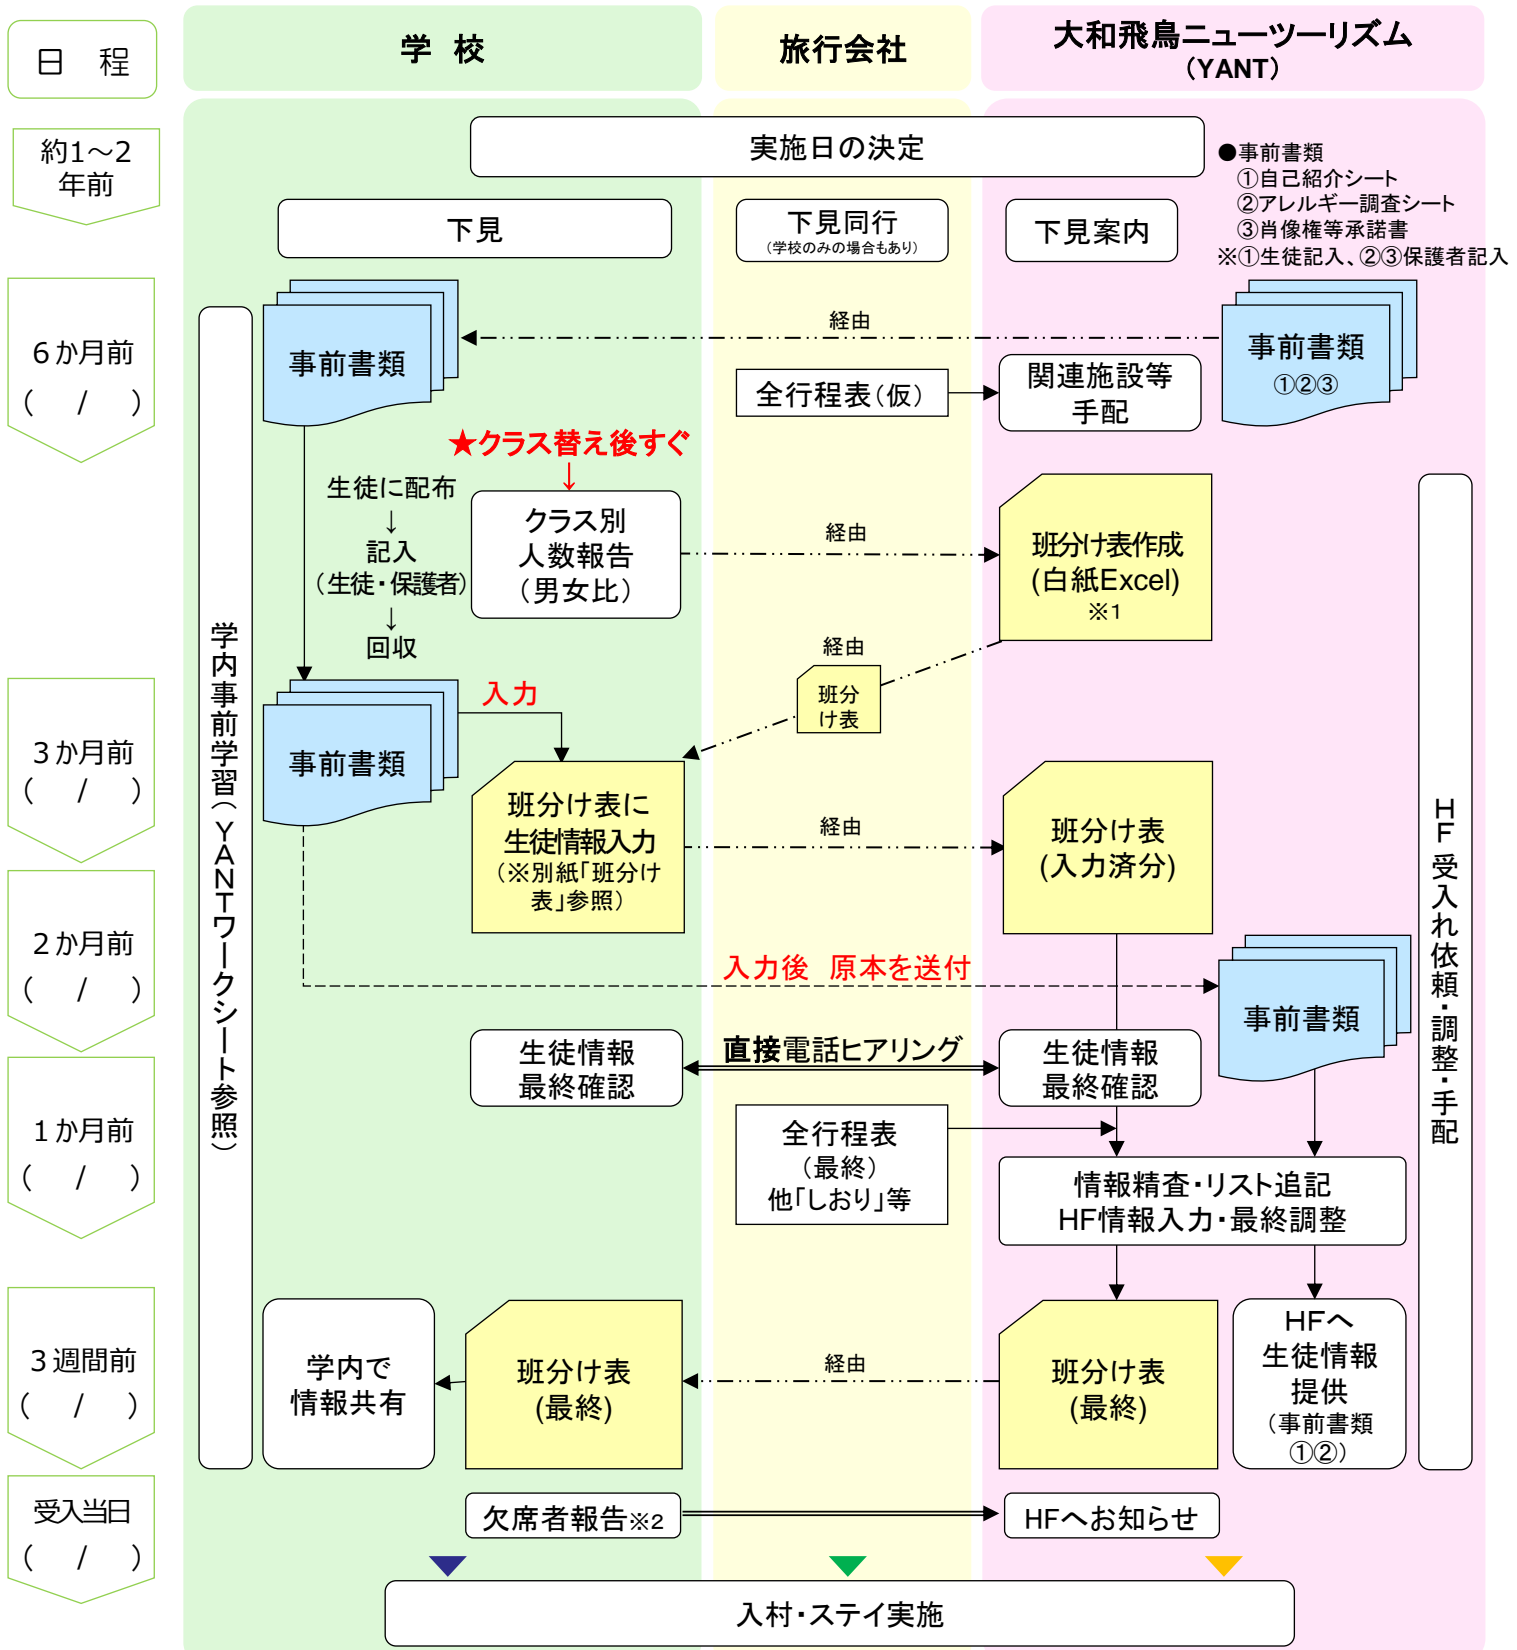 日　程
学 校
旅行会社
大和飛鳥ニューツーリズム
（YANT）
約1～2
年前
実施日の決定
●事前書類
①自己紹介シート
②アレルギー調査シート
③肖像権等承諾書
※①生徒記入、②③保護者記入
下見
下見同行
（学校のみの場合もあり）
下見案内
6か月前
（　/　）
事前書類
経由
事前書類
①②③
全行程表（仮）
関連施設等
手配
★クラス替え後すぐ
↓
生徒に配布
↓
記入
（生徒・保護者）
↓
回収
クラス別
人数報告
（男女比）
経由
班分け表作成
(白紙Excel)
※1
経由
班分
け表
学内事前学習（YANTワークシート参照）
HF受入れ依頼・調整・手配
3か月前
（　/　）
事前書類
入力
班分け表に
生徒情報入力
（※別紙「班分け
表」参照）
経由
班分け表
(入力済分)
2か月前
（　/　）
入力後　原本を送付
事前書類
生徒情報
最終確認
直接電話ヒアリング
生徒情報
最終確認
1か月前
（　/　）
全行程表
（最終）
他「しおり」等
情報精査・リスト追記
HF情報入力・最終調整
3週間前
（　/　）
学内で
情報共有
班分け表
(最終)
経由
班分け表
(最終)
HFへ
生徒情報
提供
（事前書類
①②）
受入当日
（　/　）
欠席者報告※2
HFへお知らせ
入村・ステイ実施